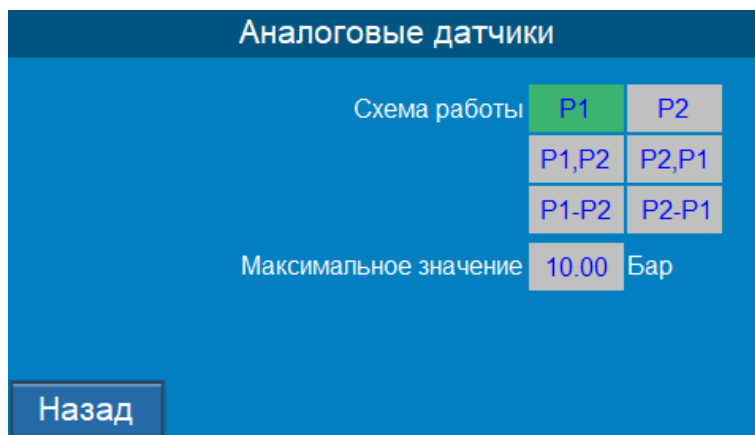 Аналоговые датчики
Схема работы P1 P2
P1,P2 P2,P1
P1-P2 P2-P1
Максимальное значение 10.00 Бар
Назад